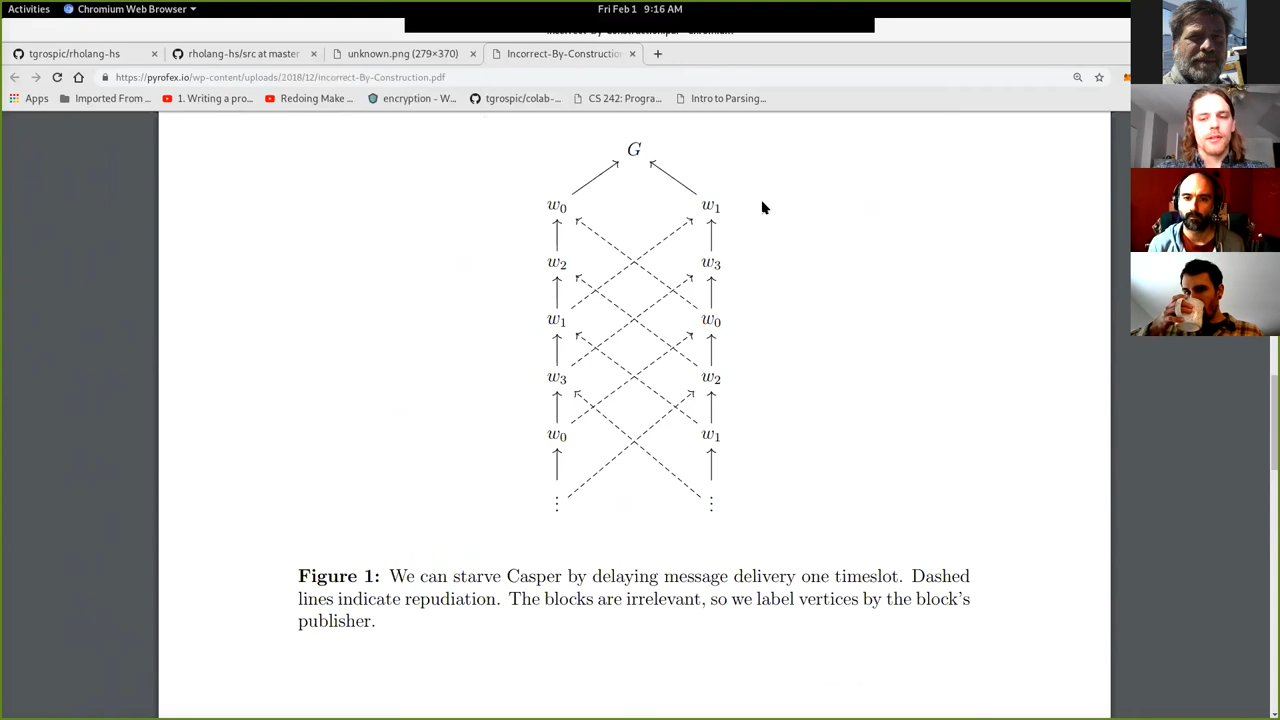 Activities Chromium Web Browser Fri Feb 1 9:16 AM
tgrospic/rholang-hs × rholang-hs/src at master × unknown.png (279×370) × Incorrect-By-Constructio × +
https://pyrofex.io/wp-content/uploads/2018/12/Incorrect-By-Construction.pdf
Apps Imported From ... 1. Writing a pro... Redoing Make ... encryption - W... tgrospic/colab-... CS 242: Progra... Intro to Parsing...
G
w0 w1
w2 w3
w1 w0
w3 w2
w0 w1
⋮ ⋮
Figure 1: We can starve Casper by delaying message delivery one timeslot. Dashed
lines indicate repudiation. The blocks are irrelevant, so we label vertices by the block's
publisher.